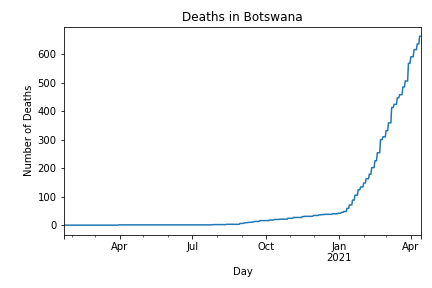 Deaths in Botswana
Number of Deaths
600
500
400
300
200
100
0
Apr
Jul
Oct
Jan
2021
Apr
Day